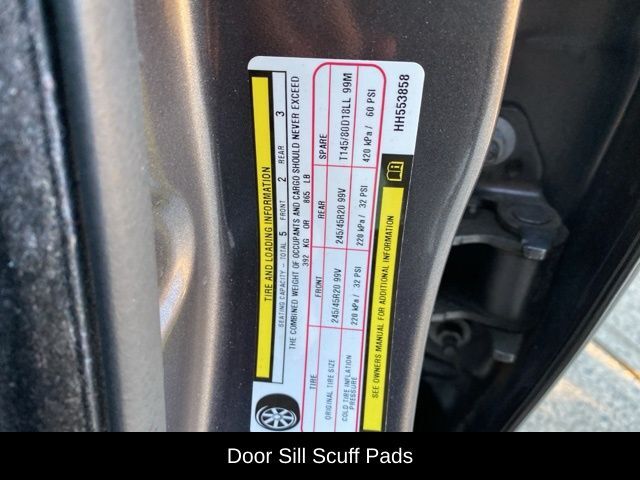 TIRE AND LOADING INFORMATION
SEATING CAPACITY - TOTAL 5 FRONT 2 REAR 3
THE COMBINED WEIGHT OF OCCUPANTS AND CARGO SHOULD NEVER EXCEED
392 KG OR 865 LB
TIRE FRONT REAR SPARE
ORIGINAL TIRE SIZE 245/45R20 99V 245/45R20 99V T145/80D18LL 99M
COLD TIRE INFLATION PRESSURE 220 kPa / 32 PSI 220 kPa / 32 PSI 420 kPa / 60 PSI
SEE OWNERS MANUAL FOR ADDITIONAL INFORMATION
HH553858
Door Sill Scuff Pads